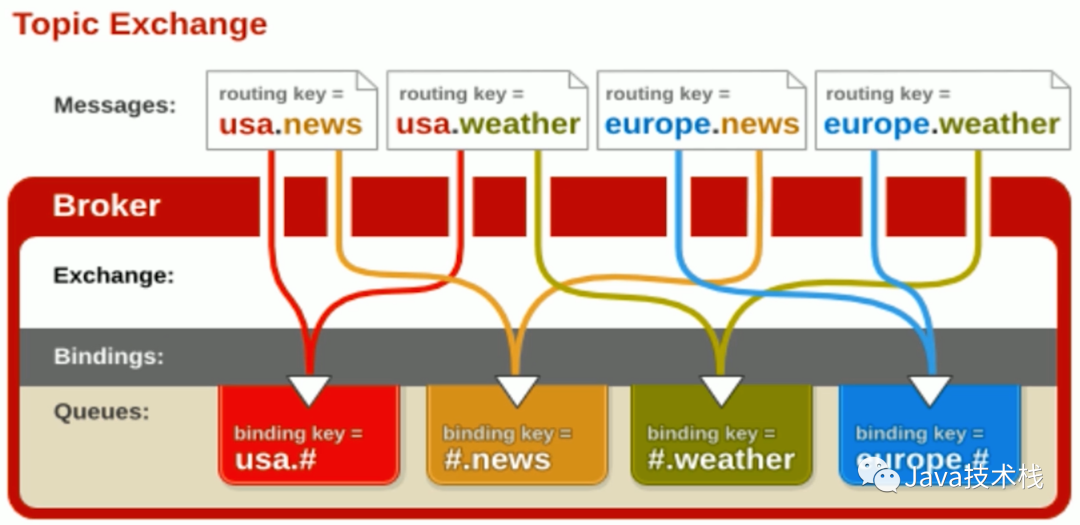 Topic Exchange
Messages:
routing key =
usa.news
routing key =
usa.weather
routing key =
europe.news
routing key =
europe.weather
Broker
Exchange:
Bindings:
Queues:
binding key =
usa.#
binding key =
#.news
binding key =
#.weather
binding key =
europe.#
Java技术栈